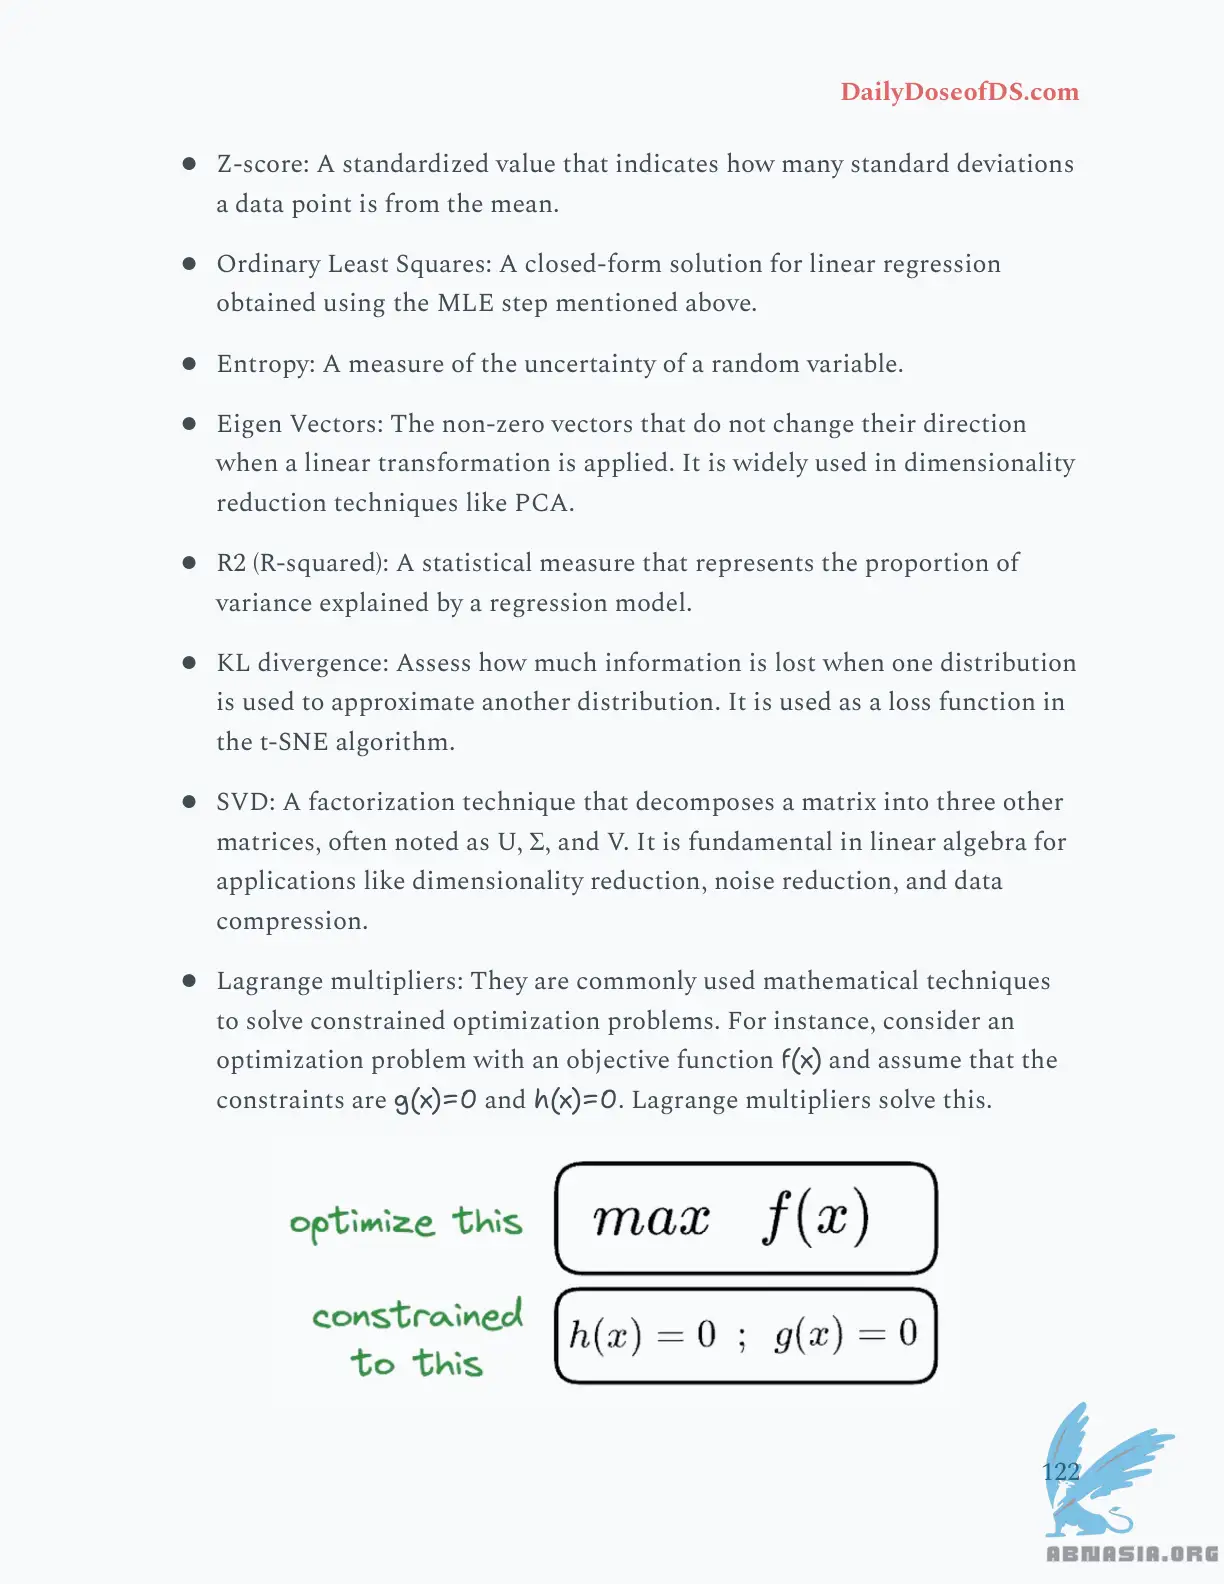 DailyDoseofDS.com
● Z-score: A standardized value that indicates how many standard deviations
a data point is from the mean.
● Ordinary Least Squares: A closed-form solution for linear regression
obtained using the MLE step mentioned above.
● Entropy: A measure of the uncertainty of a random variable.
● Eigen Vectors: The non-zero vectors that do not change their direction
when a linear transformation is applied. It is widely used in dimensionality
reduction techniques like PCA.
● R2 (R-squared): A statistical measure that represents the proportion of
variance explained by a regression model.
● KL divergence: Assess how much information is lost when one distribution
is used to approximate another distribution. It is used as a loss function in
the t-SNE algorithm.
● SVD: A factorization technique that decomposes a matrix into three other
matrices, often noted as U, Σ, and V. It is fundamental in linear algebra for
applications like dimensionality reduction, noise reduction, and data
compression.
● Lagrange multipliers: They are commonly used mathematical techniques
to solve constrained optimization problems. For instance, consider an
optimization problem with an objective function f(x) and assume that the
constraints are g(x)=0 and h(x)=0. Lagrange multipliers solve this.
optimize this max f(x)
constrained
to this
h(x) = 0 ; g(x) = 0
122
ABNASIA.ORG